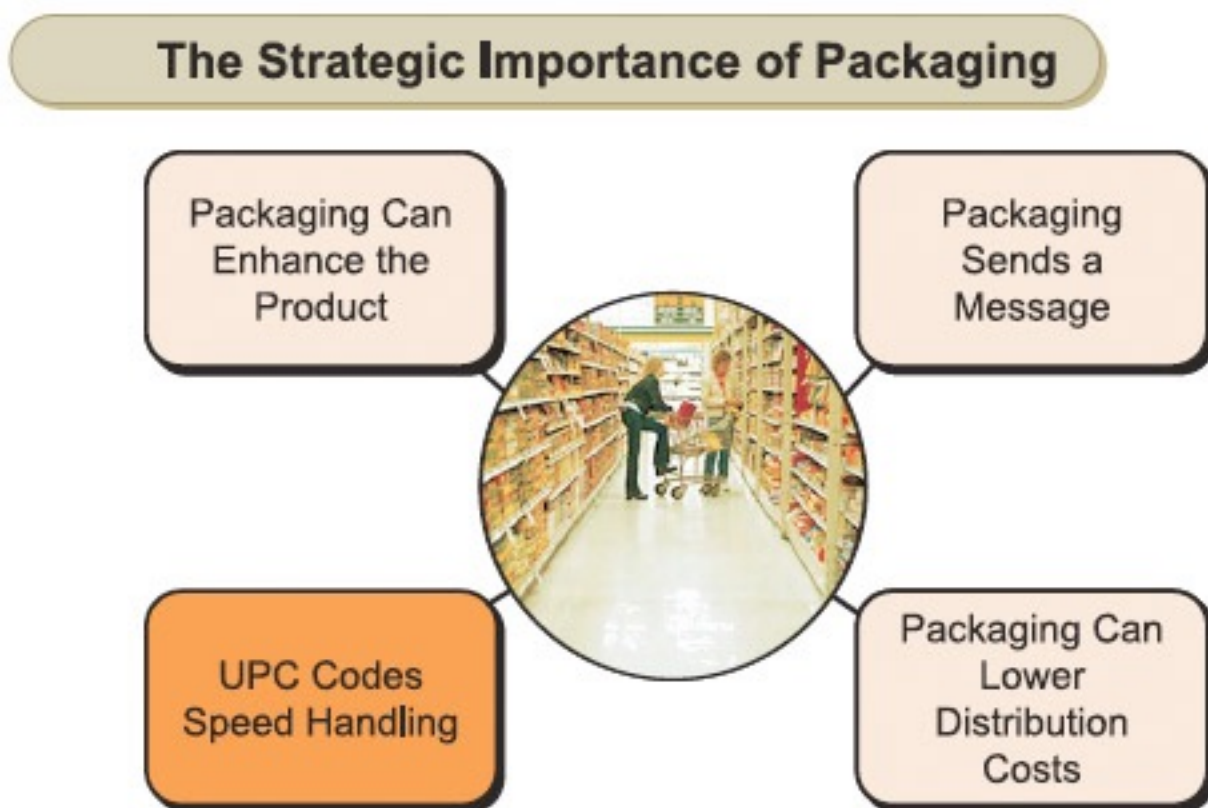 The Strategic Importance of Packaging
Packaging Can
Enhance the
Product
Packaging
Sends a
Message
UPC Codes
Speed Handling
Packaging Can
Lower
Distribution
Costs